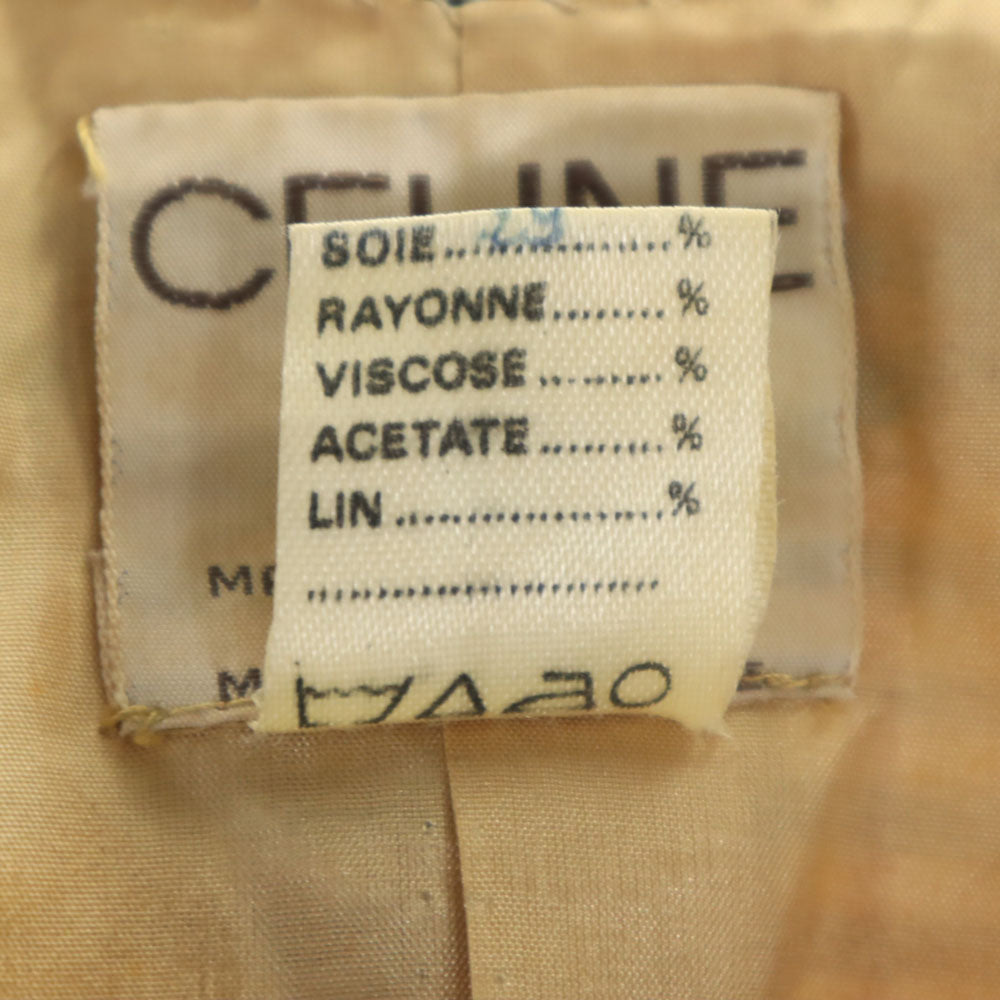 CELINE
SOIE....................%
RAYONNE........%
VISCOSE .........%
ACETATE .........%
LIN ....................%